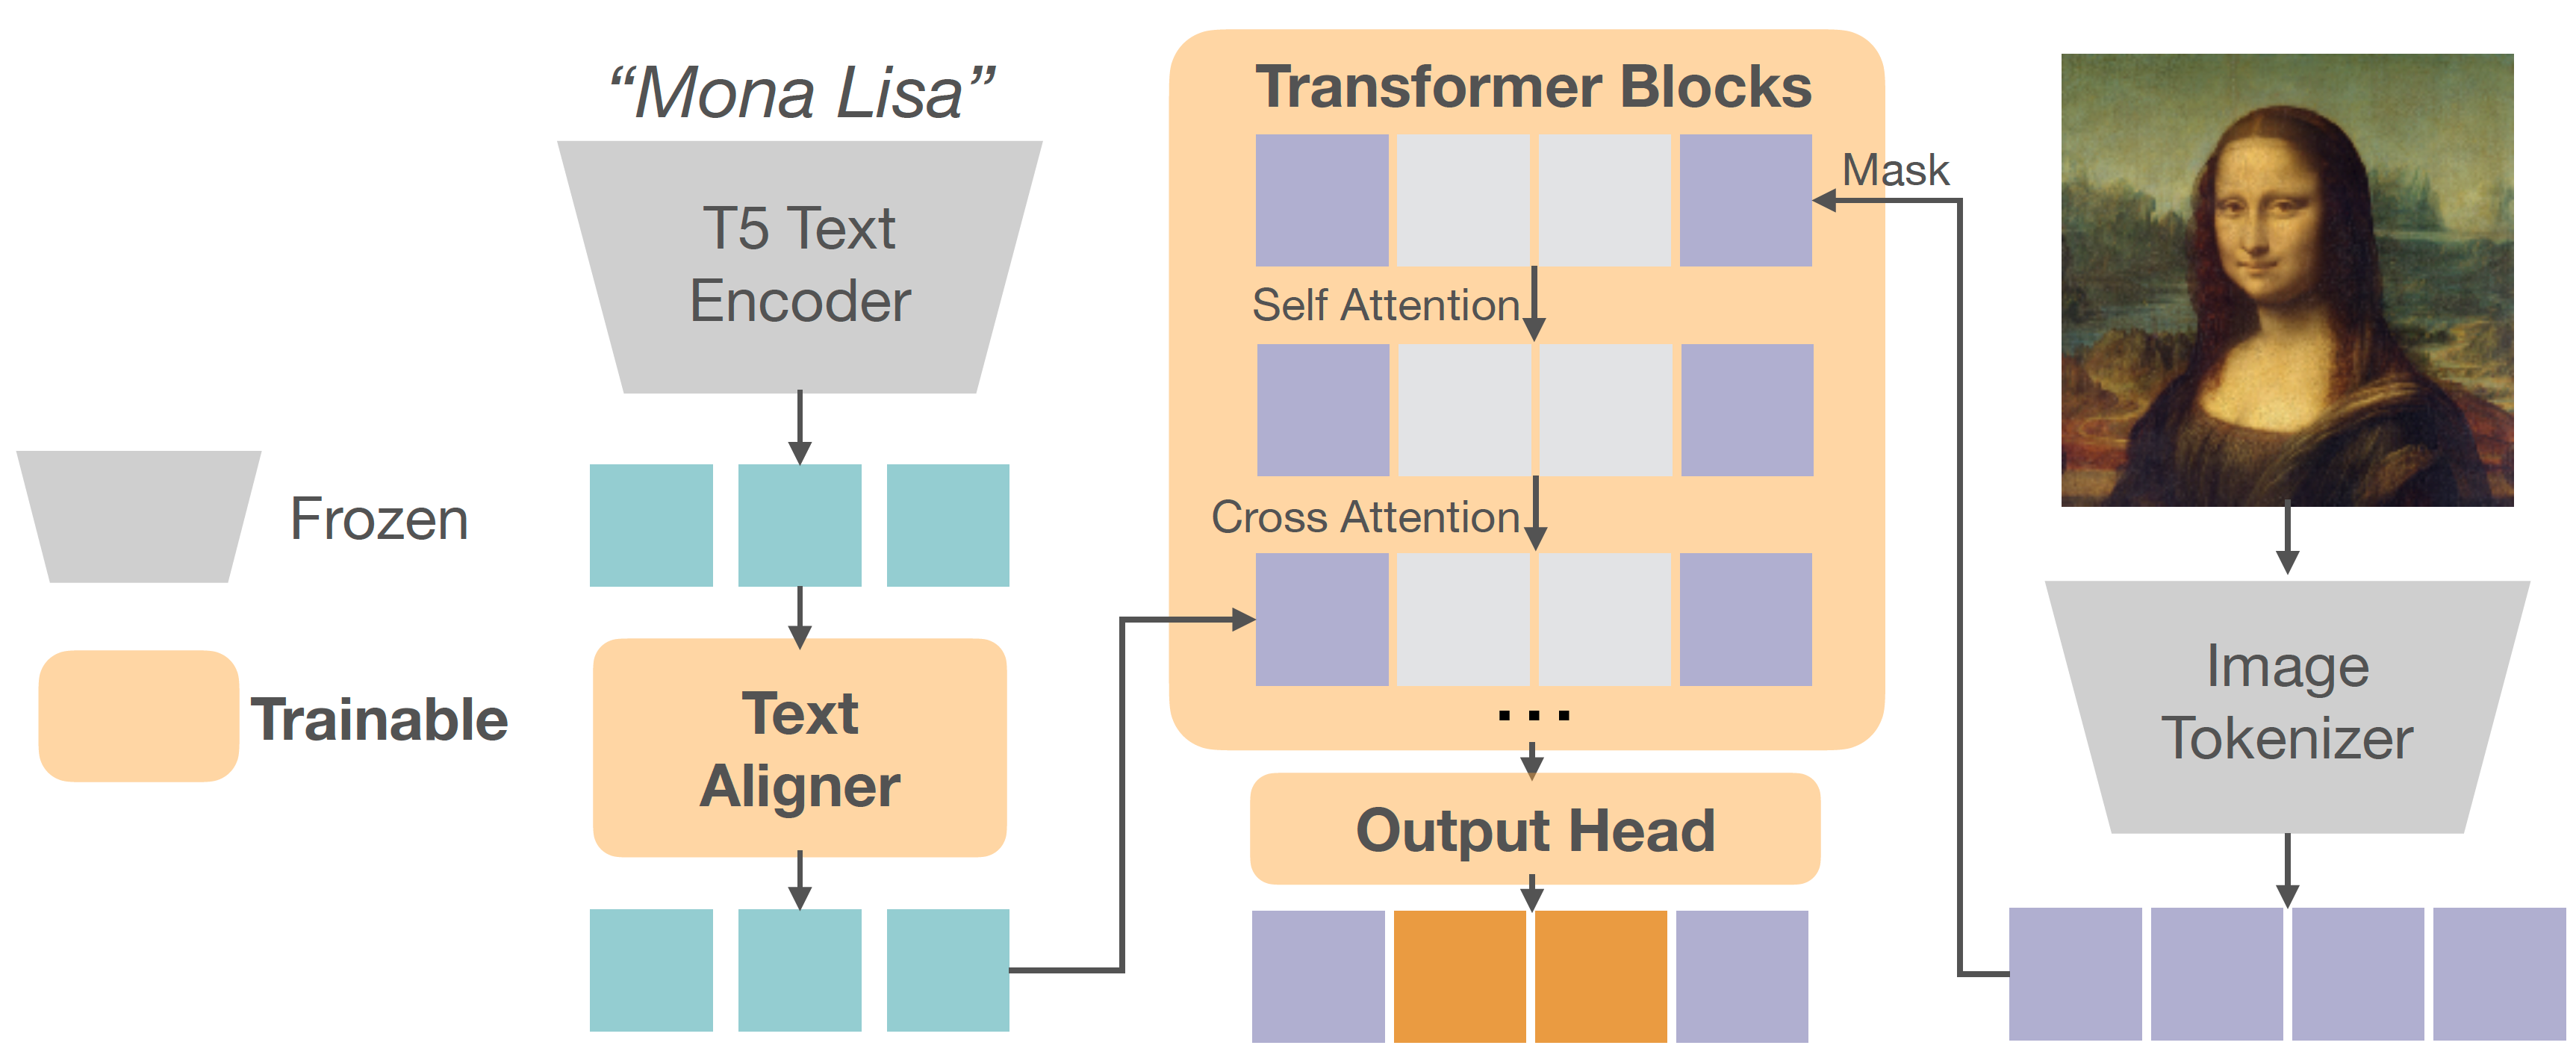 “Mona Lisa”
T5 Text
Encoder
Frozen
Trainable
Text
Aligner
Transformer Blocks
Mask
Self Attention
Cross Attention
...
Output Head
Image
Tokenizer